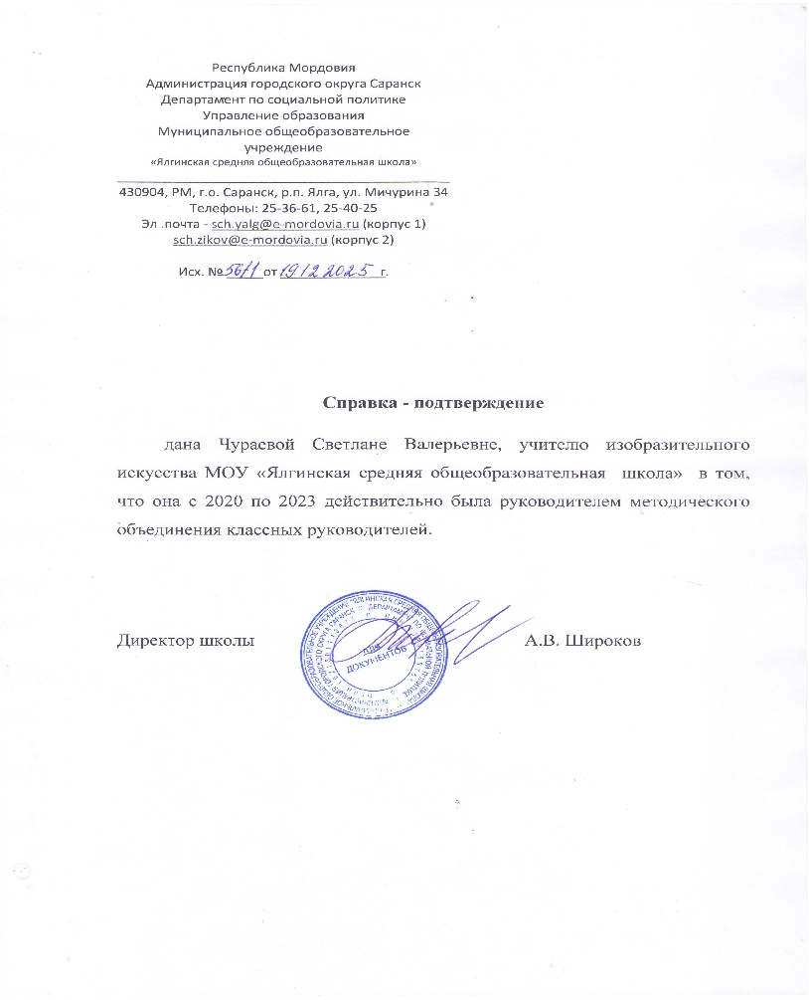 Республика Мордовия
Администрация городского округа Саранск
Департамент по социальной политике
Управление образования
Муниципальное общеобразовательное
учреждение
«Ялгинская средняя общеобразовательная школа»
430904, РМ, г.о. Саранск, р.п. Ялга, ул. Мичурина 34
Телефоны: 25-36-61, 25-40-25
Эл .почта - sch.yalg@e-mordovia.ru (корпус 1)
sch.zikov@e-mordovia.ru (корпус 2)
Исх. № 56/1 от 19.12 2025 г.
Справка - подтверждение
дана Чураевой Светлане Валерьевне, учителю изобразительного
искусства МОУ «Ялгинская средняя общеобразовательная школа» в том,
что она с 2020 по 2023 действительно была руководителем методического
объединения классных руководителей.
Директор школы А.В. Широков
ДЛЯ
ДОКУМЕНТОВ